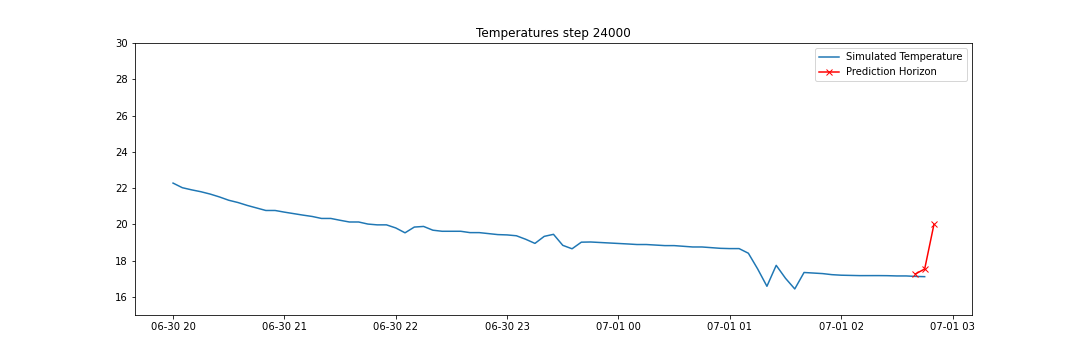 Temperatures step 24000
Simulated Temperature
Prediction Horizon
30
28
26
24
22
20
18
16
06-30 20 06-30 21 06-30 22 06-30 23 07-01 00 07-01 01 07-01 02 07-01 03